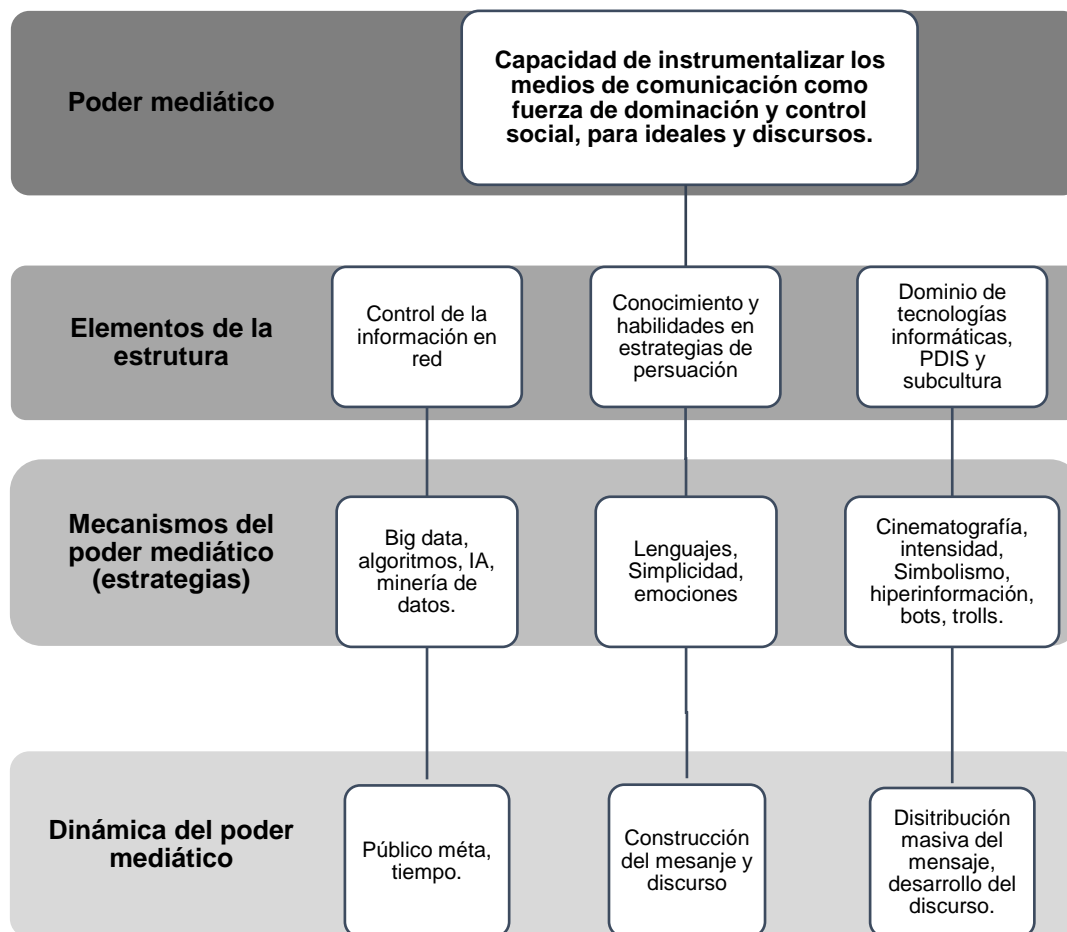 Poder mediático
Capacidad de instrumentalizar los
medios de comunicación como
fuerza de dominación y control
social, para ideales y discursos.
Elementos de la
estrutura
Control de la
información en
red
Conocimiento y
habilidades en
estrategias de
persuación
Dominio de
tecnologías
informáticas,
PDIS y
subcultura
Mecanismos del
poder mediático
(estrategias)
Big data,
algoritmos, IA,
minería de
datos.
Lenguajes,
Simplicidad,
emociones
Cinematografía,
intensidad,
Simbolismo,
hiperinformación,
bots, trolls.
Dinámica del poder
mediático
Público méta,
tiempo.
Construcción
del mesanje y
discurso
Disitribución
masiva del
mensaje,
desarrollo del
discurso.